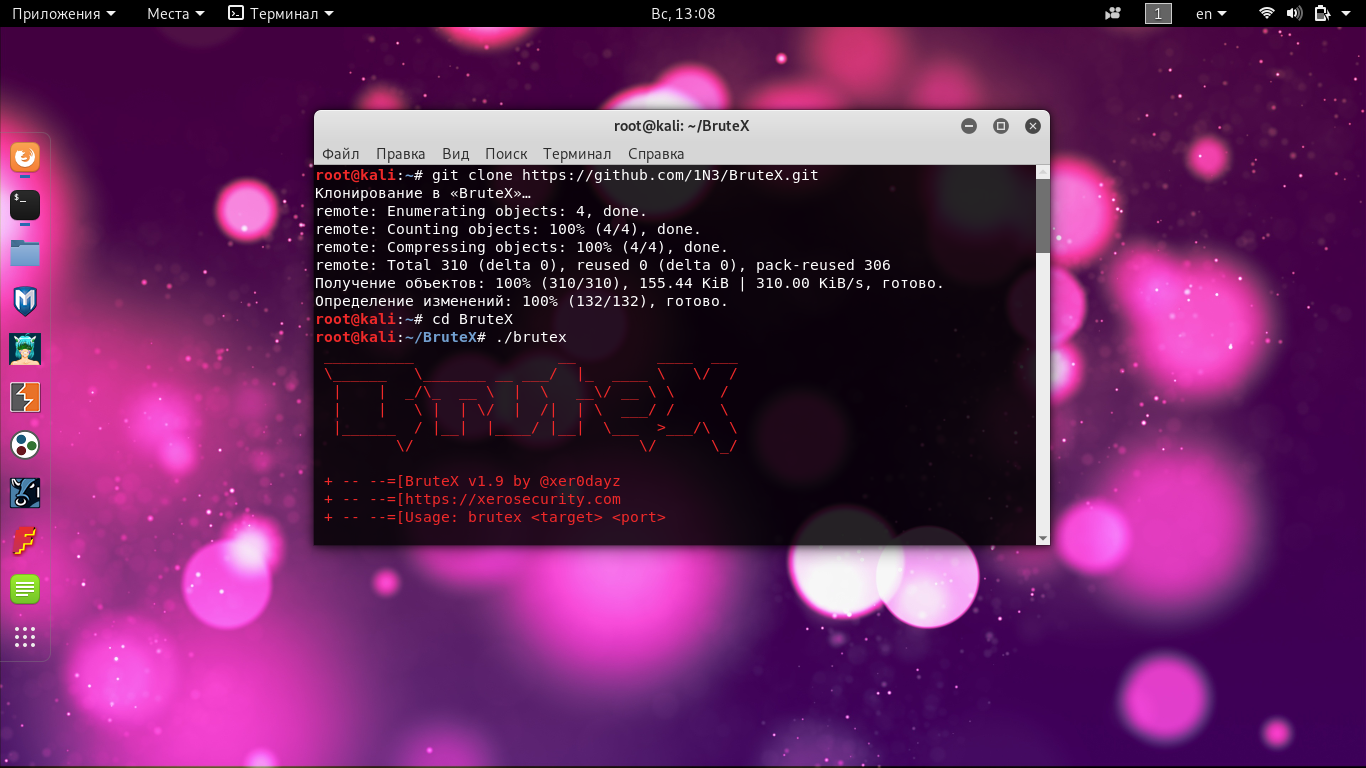 Приложения Места Терминал Вс, 13:08 1 en
root@kali: ~/BruteX
Файл Правка Вид Поиск Терминал Справка
root@kali:~# git clone https://github.com/1N3/BruteX.git
Клонирование в «BruteX»…
remote: Enumerating objects: 4, done.
remote: Counting objects: 100% (4/4), done.
remote: Compressing objects: 100% (4/4), done.
remote: Total 310 (delta 0), reused 0 (delta 0), pack-reused 306
Получение объектов: 100% (310/310), 155.44 KiB | 310.00 KiB/s, готово.
Определение изменений: 100% (132/132), готово.
root@kali:~# cd BruteX
root@kali:~/BruteX# ./brutex
BruteX
+ -- --=[BruteX v1.9 by @xer0dayz
+ -- --=[https://xerosecurity.com
+ -- --=[Usage: brutex <target> <port>